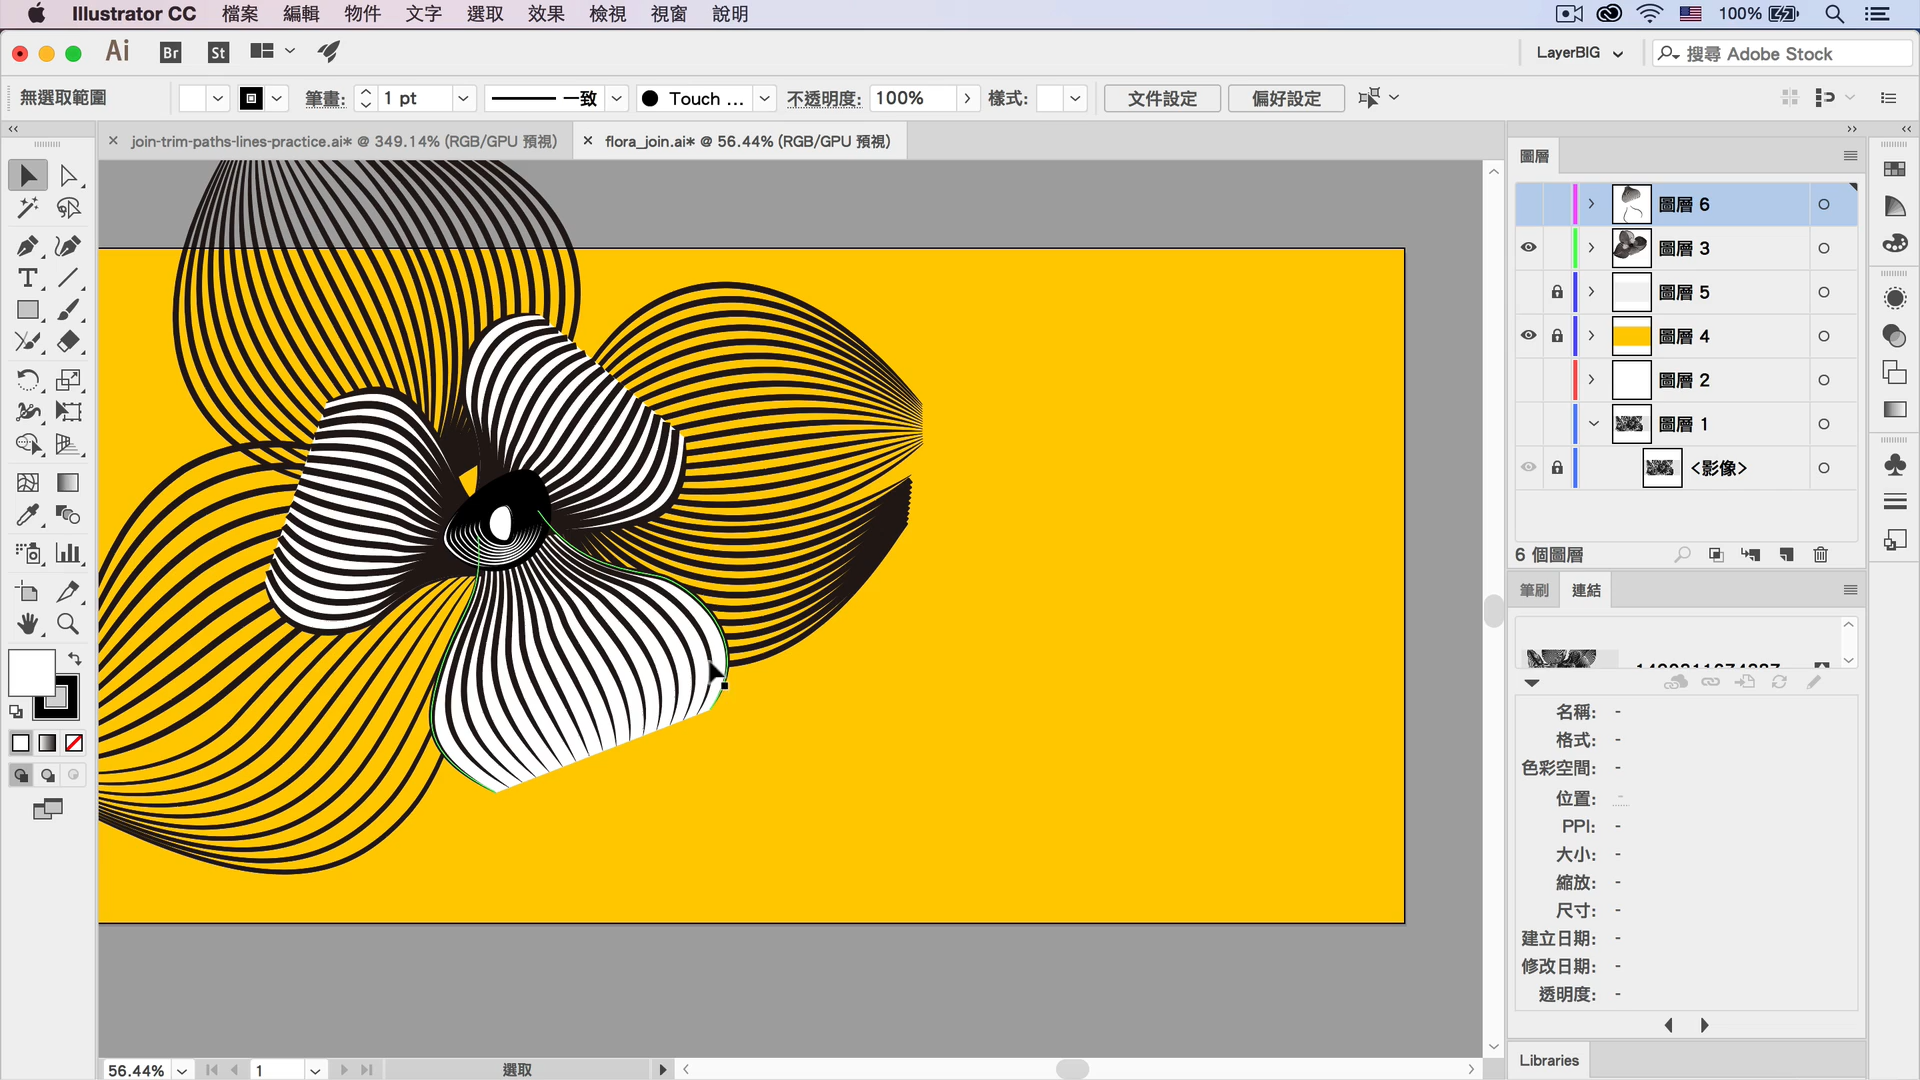 Illustrator CC 檔案 編輯 物件 文字 選取 效果 檢視 視窗 說明 100%
Ai Br St LayerBIG 搜尋 Adobe Stock
無選取範圍 筆畫: 1 pt 一致 Touch ... 不透明度: 100% 樣式: 文件設定 偏好設定
join-trim-paths-lines-practice.ai* @ 349.14% (RGB/GPU 預視) flora_join.ai* @ 56.44% (RGB/GPU 預視)
圖層
圖層 6
圖層 3
圖層 5
圖層 4
圖層 2
圖層 1
<影像>
6 個圖層
筆刷 連結
名稱: -
格式: -
色彩空間: -
位置: -
PPI: -
大小: -
縮放: -
尺寸: -
建立日期: -
修改日期: -
透明度: -
Libraries
56.44% 1 選取